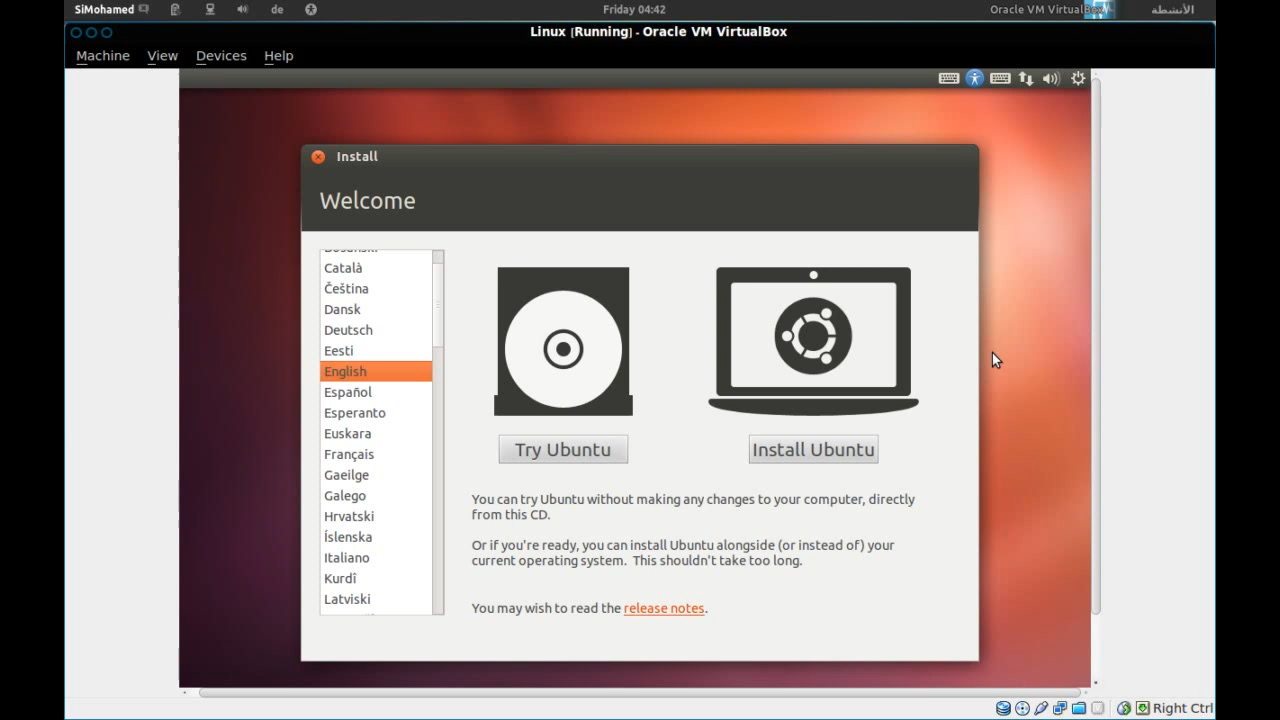 SiMohamed
de
Friday 04:42
Oracle VM VirtualBox
الأنشطة
Linux [Running] - Oracle VM VirtualBox
Machine View Devices Help
Install
Welcome
Català
Čeština
Dansk
Deutsch
Eesti
English
Español
Esperanto
Euskara
Français
Gaeilge
Galego
Hrvatski
Íslenska
Italiano
Kurdî
Latviski
Try Ubuntu
Install Ubuntu
You can try Ubuntu without making any changes to your computer, directly
from this CD.
Or if you're ready, you can install Ubuntu alongside (or instead of) your
current operating system. This shouldn't take too long.
You may wish to read the release notes.
Right Ctrl